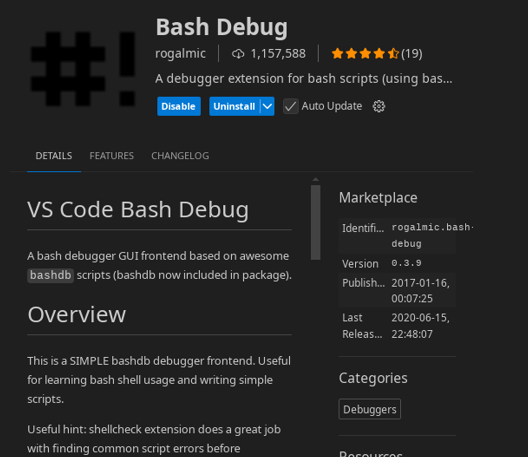 #!
Bash Debug
rogalmic 1,157,588 (19)
A debugger extension for bash scripts (using bas...
Disable Uninstall Auto Update
DETAILS FEATURES CHANGELOG
VS Code Bash Debug
A bash debugger GUI frontend based on awesome
bashdb scripts (bashdb now included in package).
Overview
This is a SIMPLE bashdb debugger frontend. Useful
for learning bash shell usage and writing simple
scripts.
Useful hint: shellcheck extension does a great job
with finding common script errors before
Marketplace
Identifi... rogalmic.bash-
debug
Version 0.3.9
Publish... 2017-01-16,
00:07:25
Last 2020-06-15,
Releas... 22:48:07
Categories
Debuggers
Resources